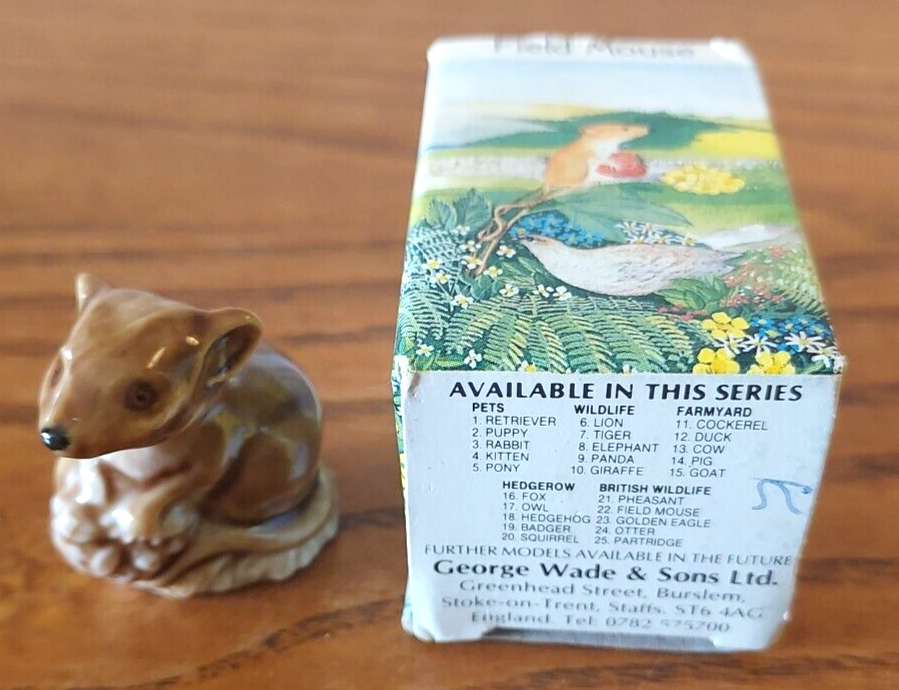 Field Mouse
AVAILABLE IN THIS SERIES
PETS
1. RETRIEVER
2. PUPPY
3. RABBIT
4. KITTEN
5. PONY
WILDLIFE
6. LION
7. TIGER
8. ELEPHANT
9. PANDA
10. GIRAFFE
FARMYARD
11. COCKEREL
12. DUCK
13. COW
14. PIG
15. GOAT
HEDGEROW
16. FOX
17. OWL
18. HEDGEHOG
19. BADGER
20. SQUIRREL
BRITISH WILDLIFE
21. PHEASANT
22. FIELD MOUSE
23. GOLDEN EAGLE
24. OTTER
25. PARTRIDGE
FURTHER MODELS AVAILABLE IN THE FUTURE
George Wade & Sons Ltd.
Greenhead Street, Burslem,
Stoke-on-Trent, Staffs. ST6 4AG
England. Tel: 0782 575700